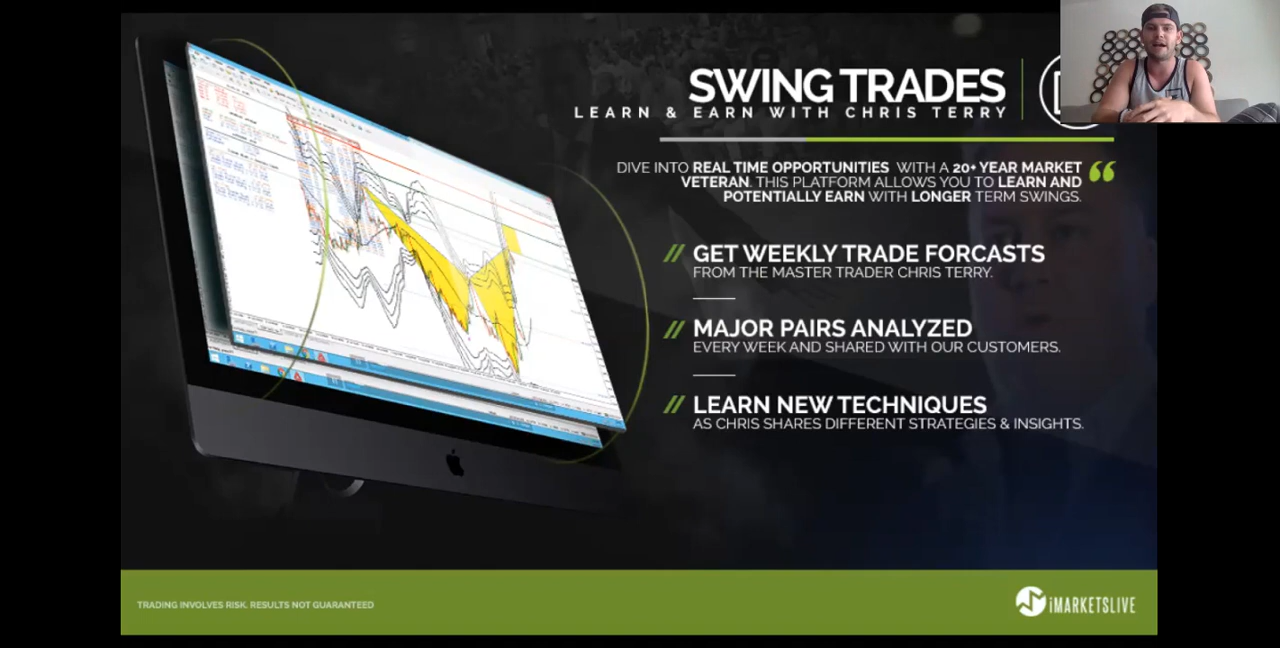 SWING TRADES
LEARN & EARN WITH CHRIS TERRY
DIVE INTO REAL TIME OPPORTUNITIES WITH A 20+ YEAR MARKET
VETERAN. THIS PLATFORM ALLOWS YOU TO LEARN AND
POTENTIALLY EARN WITH LONGER TERM SWINGS.
// GET WEEKLY TRADE FORCASTS
FROM THE MASTER TRADER CHRIS TERRY.
// MAJOR PAIRS ANALYZED
EVERY WEEK AND SHARED WITH OUR CUSTOMERS.
// LEARN NEW TECHNIQUES
AS CHRIS SHARES DIFFERENT STRATEGIES & INSIGHTS.
TRADING INVOLVES RISK. RESULTS NOT GUARANTEED
iMARKETSLIVE